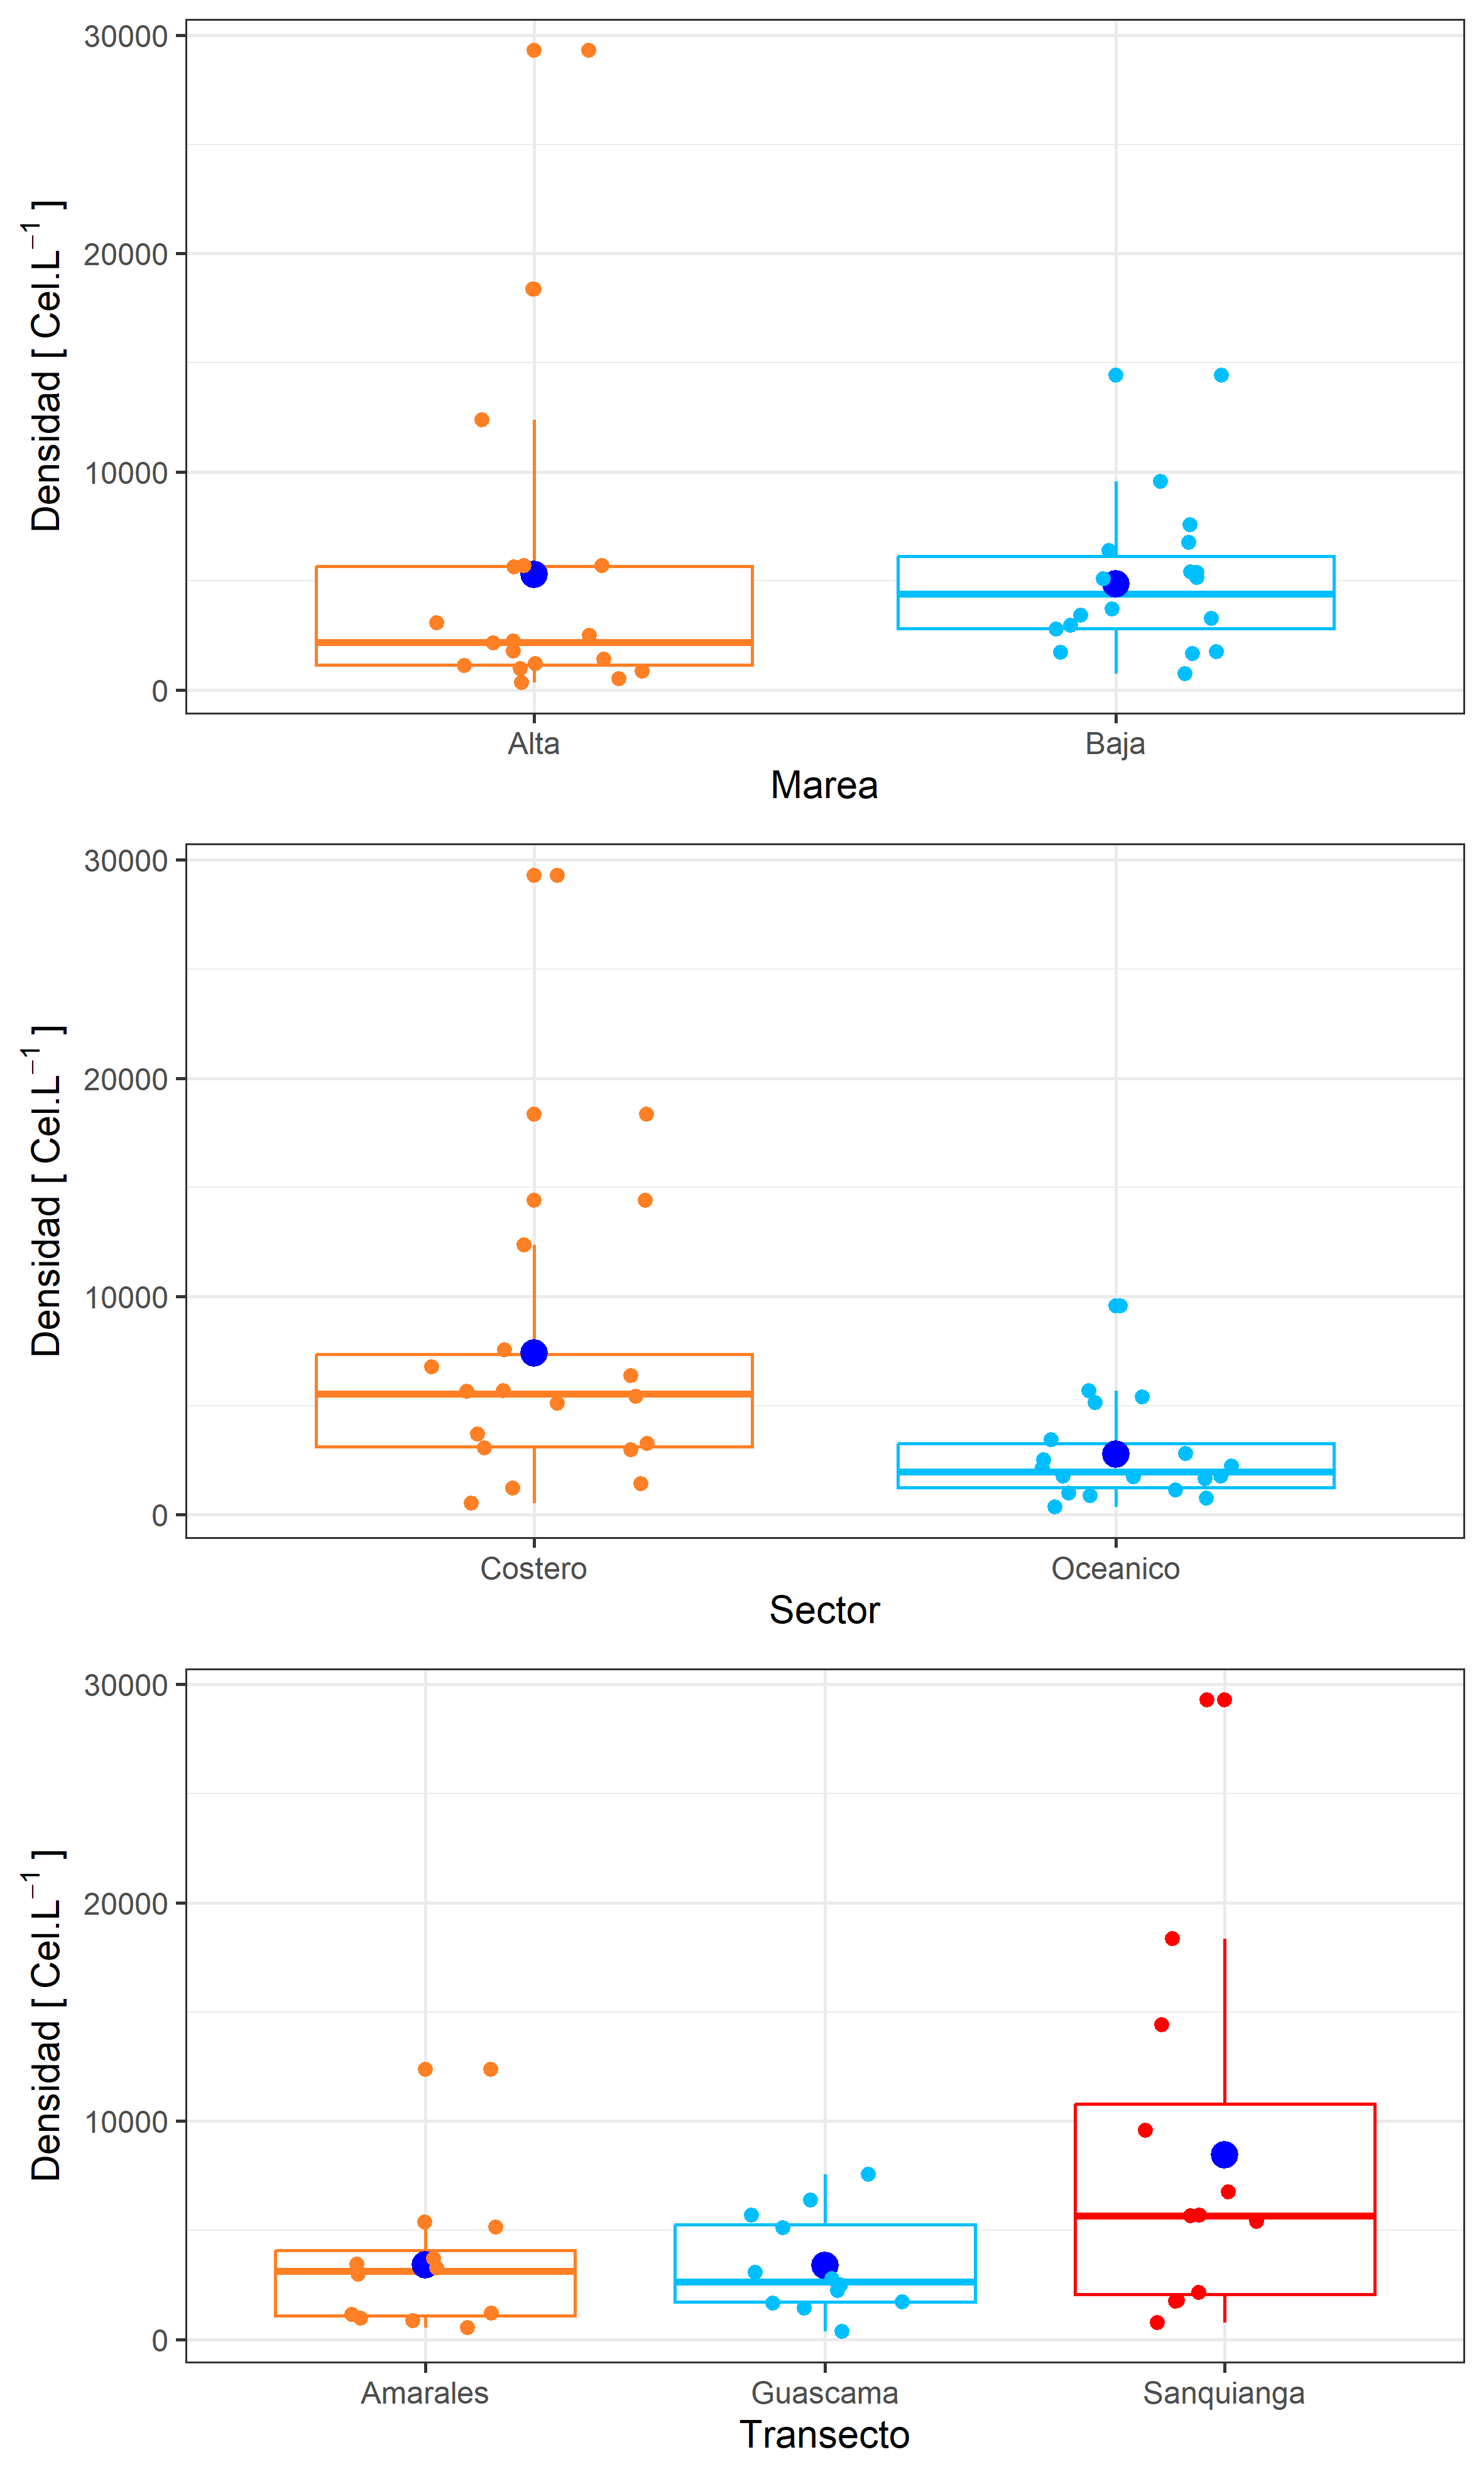 30000
20000
10000
0
Densidad [ Cel.L⁻¹ ]
Alta Baja
Marea
30000
20000
10000
0
Densidad [ Cel.L⁻¹ ]
Costero Oceanico
Sector
30000
20000
10000
0
Densidad [ Cel.L⁻¹ ]
Amarales Guascama Sanquianga
Transecto